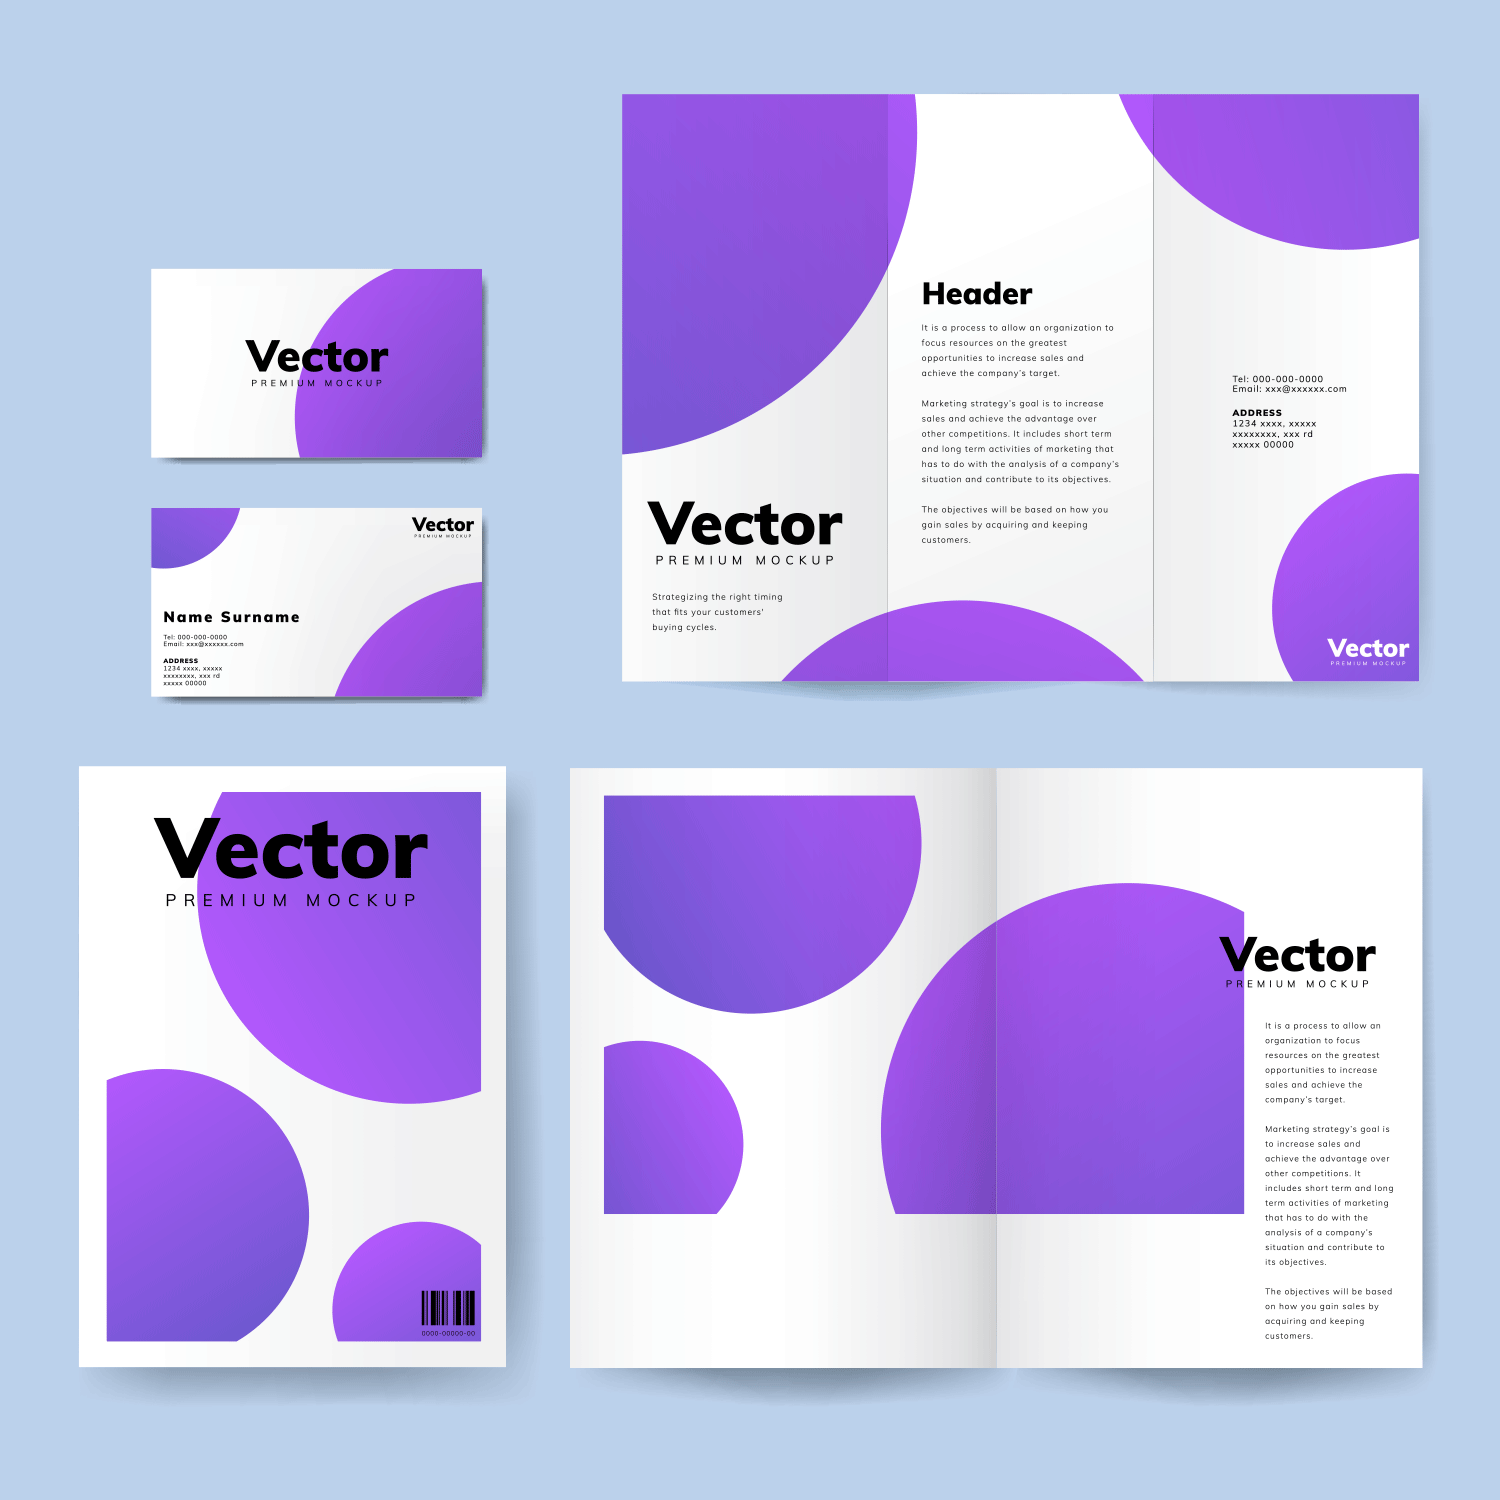 Vector
PREMIUM MOCKUP
Vector
PREMIUM MOCKUP
Name Surname
Tel: 000-000-0000
Email: xxx@xxxxxx.com
ADDRESS
1234 xxxx, xxxxx
xxxxxxxx, xxx rd
xxxxx 00000
Vector
PREMIUM MOCKUP
Strategizing the right timing
that fits your customers'
buying cycles.
Header
It is a process to allow an organization to
focus resources on the greatest
opportunities to increase sales and
achieve the company's target.
Marketing strategy's goal is to increase
sales and achieve the advantage over
other competitions. It includes short term
and long term activities of marketing that
has to do with the analysis of a company's
situation and contribute to its objectives.
The objectives will be based on how you
gain sales by acquiring and keeping
customers.
Tel: 000-000-0000
Email: xxx@xxxxxx.com
ADDRESS
1234 xxxx, xxxxx
xxxxxxxx, xxx rd
xxxxx 00000
Vector
PREMIUM MOCKUP
Vector
PREMIUM MOCKUP
0000-00000-00
Vector
PREMIUM MOCKUP
It is a process to allow an
organization to focus
resources on the greatest
opportunities to increase
sales and achieve the
company's target.
Marketing strategy's goal is
to increase sales and
achieve the advantage over
other competitions. It
includes short term and long
term activities of marketing
that has to do with the
analysis of a company's
situation and contribute to
its objectives.
The objectives will be based
on how you gain sales by
acquiring and keeping
customers.